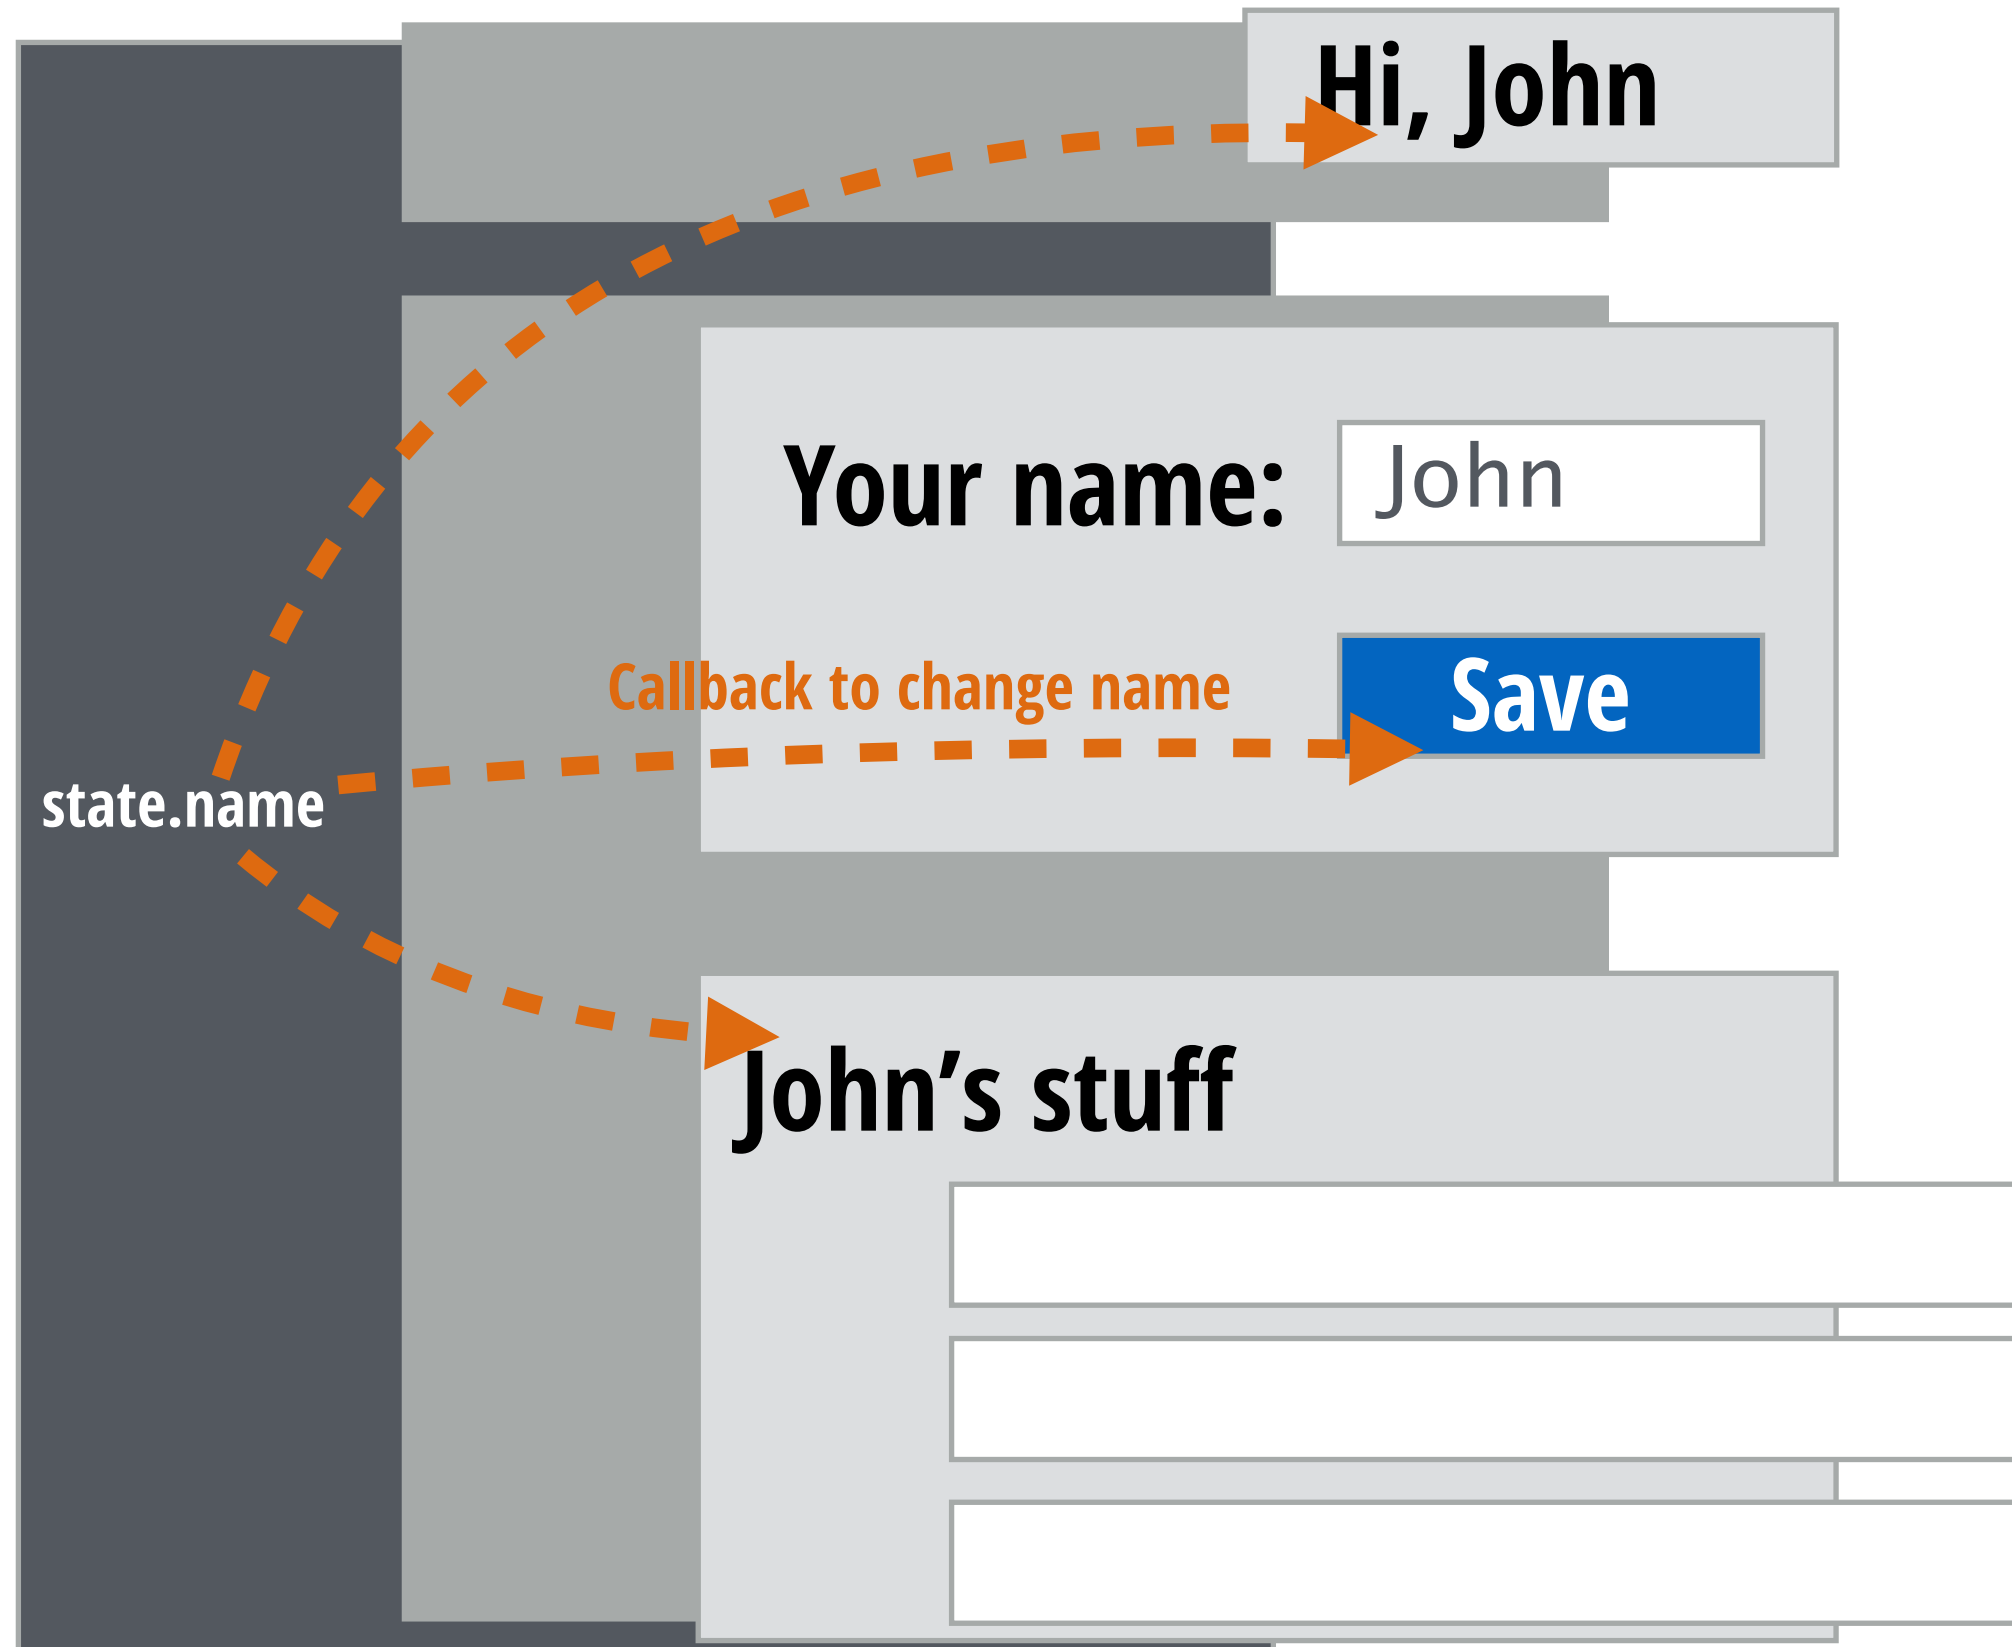 Hi, John
Your name:
John
Callback to change name
Save
state.name
John’s stuff